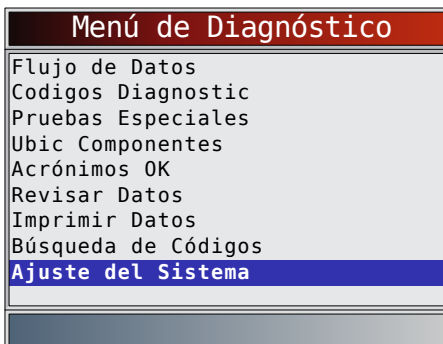 Menú de Diagnóstico
Flujo de Datos
Codigos Diagnostic
Pruebas Especiales
Ubic Componentes
Acrónimos OK
Revisar Datos
Imprimir Datos
Búsqueda de Códigos
Ajuste del Sistema